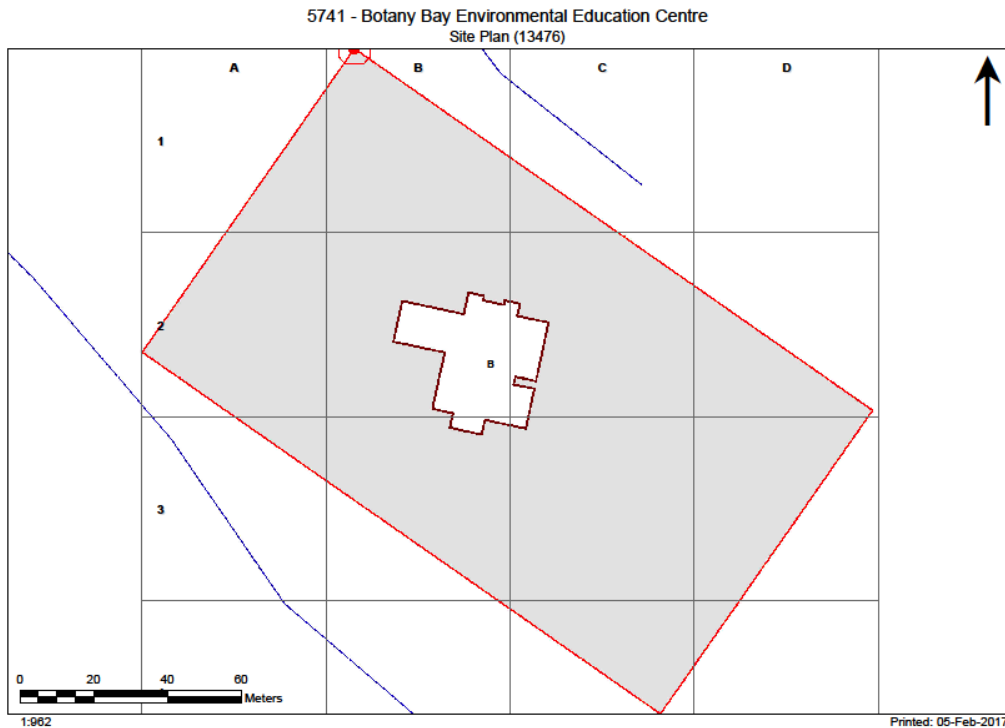 5741 - Botany Bay Environmental Education Centre
Site Plan (13476)
A B C D
1
2
B
3
0 20 40 60
Meters
1:962
Printed: 05-Feb-2017